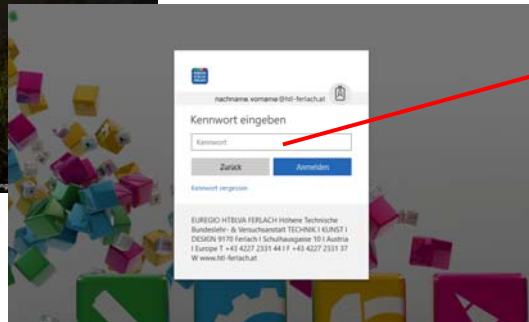 nachname.vorname@htl-ferlach.at
Kennwort eingeben
Kennwort
Zurück
Anmelden
Kennwort vergessen
EUREGIO HTBLVA FERLACH Höhere Technische
Bundeslehr- & Versuchsanstalt TECHNIK I KUNST I
DESIGN 9170 Ferlach I Schulhausgasse 10 I Austria
I Europe T +43 4227 2331 44 I F +43 4227 2331 37
W www.htl-ferlach.at